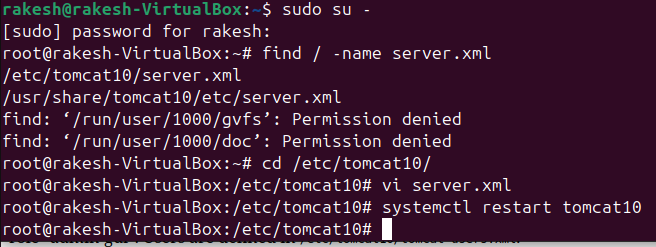 rakesh@rakesh-VirtualBox:~$ sudo su -
[sudo] password for rakesh:
root@rakesh-VirtualBox:~# find / -name server.xml
/etc/tomcat10/server.xml
/usr/share/tomcat10/etc/server.xml
find: ‘/run/user/1000/gvfs’: Permission denied
find: ‘/run/user/1000/doc’: Permission denied
root@rakesh-VirtualBox:~# cd /etc/tomcat10/
root@rakesh-VirtualBox:/etc/tomcat10# vi server.xml
root@rakesh-VirtualBox:/etc/tomcat10# systemctl restart tomcat10
root@rakesh-VirtualBox:/etc/tomcat10#